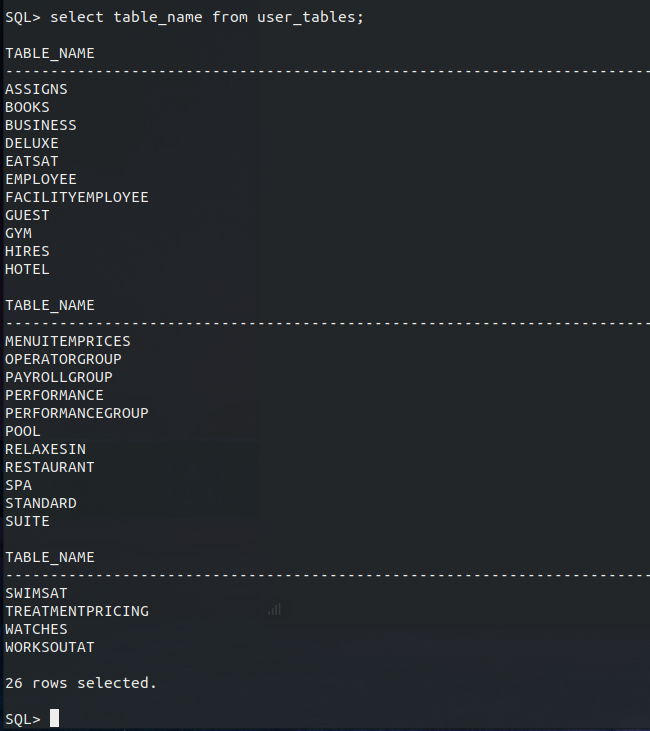 SQL> select table_name from user_tables;
TABLE_NAME
--------------------------------------------------------------------------------
ASSIGNS
BOOKS
BUSINESS
DELUXE
EATSAT
EMPLOYEE
FACILITYEMPLOYEE
GUEST
GYM
HIRES
HOTEL
TABLE_NAME
--------------------------------------------------------------------------------
MENUITEMPRICES
OPERATORGROUP
PAYROLLGROUP
PERFORMANCE
PERFORMANCEGROUP
POOL
RELAXESIN
RESTAURANT
SPA
STANDARD
SUITE
TABLE_NAME
--------------------------------------------------------------------------------
SWIMSAT
TREATMENTPRICING
WATCHES
WORKSOUTAT
26 rows selected.
SQL>